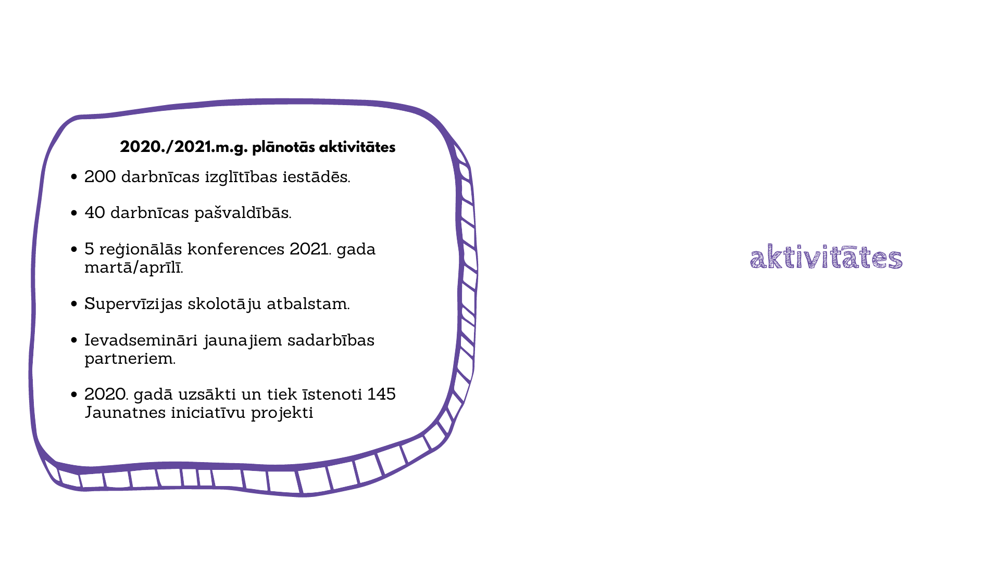 2020./2021.m.g. plānotās aktivitātes
• 200 darbnīcas izglītības iestādēs.
• 40 darbnīcas pašvaldībās.
• 5 reģionālās konferences 2021. gada
martā/aprīlī.
• Supervīzijas skolotāju atbalstam.
• Ievadsemināri jaunajiem sadarbības
partneriem.
• 2020. gadā uzsākti un tiek īstenoti 145
Jaunatnes iniciatīvu projekti
aktivitātes